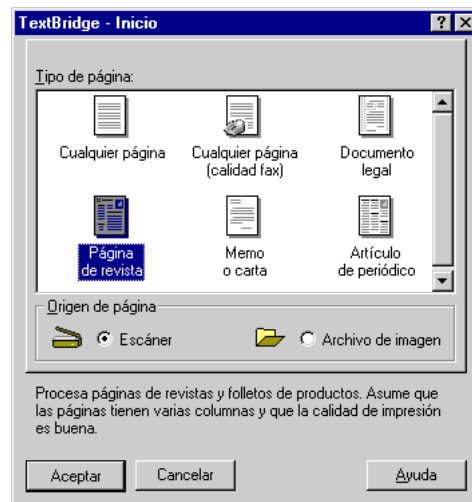 TextBridge - Inicio
Tipo de página:
Cualquier página
Cualquier página
(calidad fax)
Documento
legal
Página
de revista
Memo
o carta
Artículo
de periódico
Origen de página
Escáner
Archivo de imagen
Procesa páginas de revistas y folletos de productos. Asume que
las páginas tienen varias columnas y que la calidad de impresión
es buena.
Aceptar
Cancelar
Ayuda